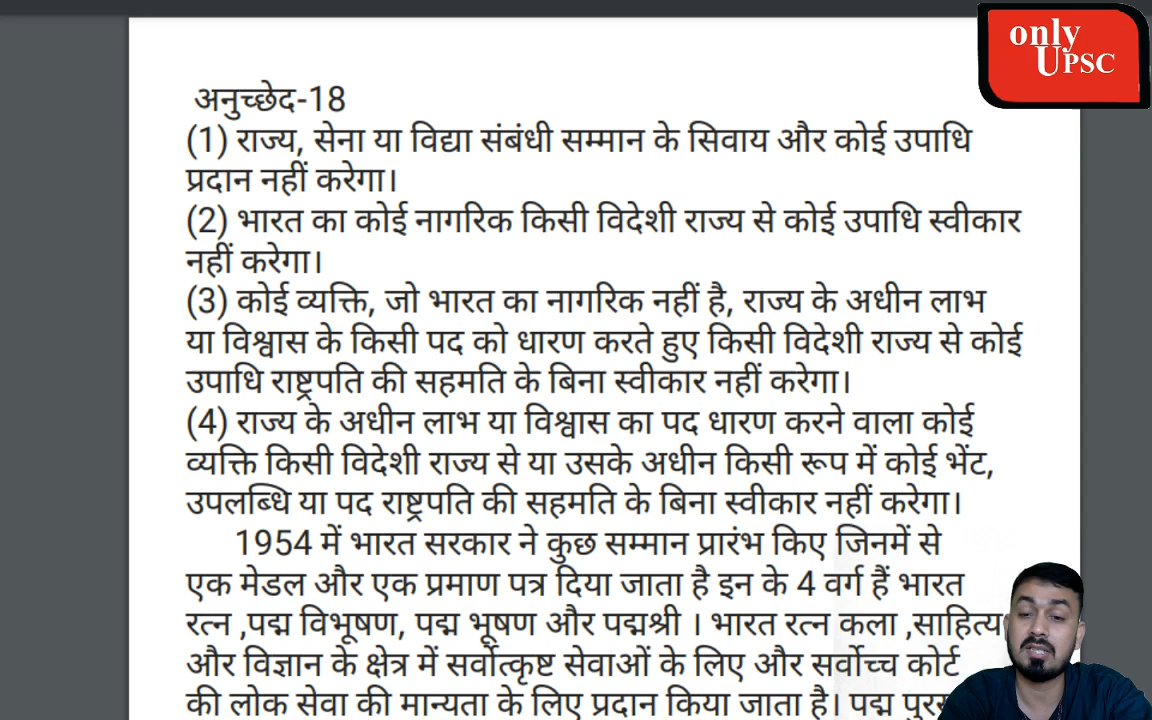 only
UPSC
अनुच्छेद-18
(1) राज्य, सेना या विद्या संबंधी सम्मान के सिवाय और कोई उपाधि
प्रदान नहीं करेगा।
(2) भारत का कोई नागरिक किसी विदेशी राज्य से कोई उपाधि स्वीकार
नहीं करेगा।
(3) कोई व्यक्ति, जो भारत का नागरिक नहीं है, राज्य के अधीन लाभ
या विश्वास के किसी पद को धारण करते हुए किसी विदेशी राज्य से कोई
उपाधि राष्ट्रपति की सहमति के बिना स्वीकार नहीं करेगा।
(4) राज्य के अधीन लाभ या विश्वास का पद धारण करने वाला कोई
व्यक्ति किसी विदेशी राज्य से या उसके अधीन किसी रूप में कोई भेंट,
उपलब्धि या पद राष्ट्रपति की सहमति के बिना स्वीकार नहीं करेगा।
1954 में भारत सरकार ने कुछ सम्मान प्रारंभ किए जिनमें से
एक मेडल और एक प्रमाण पत्र दिया जाता है इन के 4 वर्ग हैं भारत
रत्न ,पद्म विभूषण, पद्म भूषण और पद्मश्री । भारत रत्न कला ,साहित्य
और विज्ञान के क्षेत्र में सर्वोत्कृष्ट सेवाओं के लिए और सर्वोच्च कोर्ट
की लोक सेवा की मान्यता के लिए प्रदान किया जाता है। पद्म